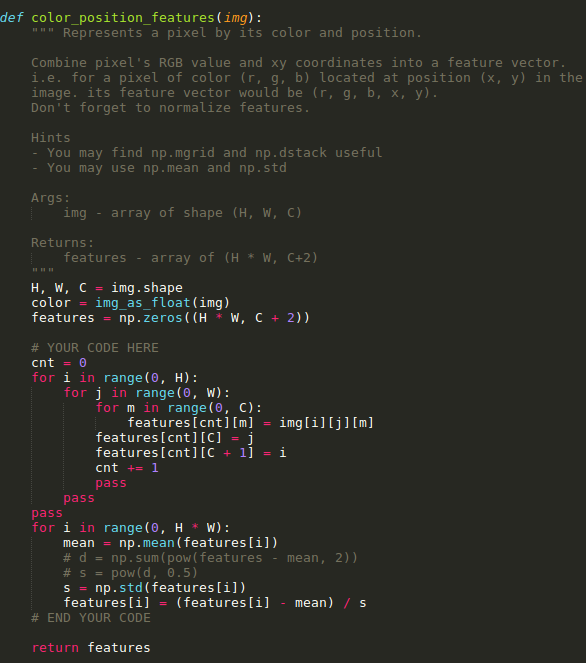 def color_position_features(img):
    """ Represents a pixel by its color and position.

    Combine pixel's RGB value and xy coordinates into a feature vector.
    i.e. for a pixel of color (r, g, b) located at position (x, y) in the
    image. its feature vector would be (r, g, b, x, y).
    Don't forget to normalize features.

    Hints
    - You may find np.mgrid and np.dstack useful
    - You may use np.mean and np.std

    Args:
        img - array of shape (H, W, C)

    Returns:
        features - array of (H * W, C+2)
    """
    H, W, C = img.shape
    color = img_as_float(img)
    features = np.zeros((H * W, C + 2))

    # YOUR CODE HERE
    cnt = 0
    for i in range(0, H):
        for j in range(0, W):
            for m in range(0, C):
                features[cnt][m] = img[i][j][m]
            features[cnt][C] = j
            features[cnt][C + 1] = i
            cnt += 1
            pass
        pass
    pass
    for i in range(0, H * W):
        mean = np.mean(features[i])
        # d = np.sum(pow(features - mean, 2))
        # s = pow(d, 0.5)
        s = np.std(features[i])
        features[i] = (features[i] - mean) / s
    # END YOUR CODE

    return features